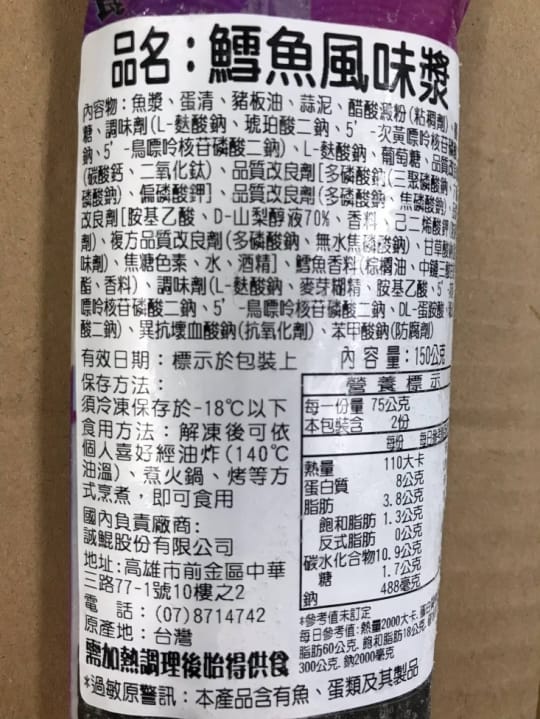 品名:鱈魚風味漿
內容物:魚漿、蛋清、豬板油、蒜泥、醋酸澱粉(粘稠劑)、
糖、調味劑(L-麩酸鈉、琥珀酸二鈉、5'-次黃嘌呤核苷磷酸二
鈉、5'-鳥嘌呤核苷磷酸二鈉)、L-麩酸鈉、葡萄糖、品質改
(碳酸鈣、二氧化鈦)、品質改良劑[多磷酸鈉(三聚磷酸鈉、
磷酸鈉)、偏磷酸鉀]、品質改良劑(多磷酸鈉、焦磷酸鈉)、
改良劑[胺基乙酸、D-山梨醇液70%、香料、己二烯酸鉀
劑)、複方品質改良劑(多磷酸鈉、無水焦磷酸鈉)、甘草酸鈉
味劑)、焦糖色素、水、酒精]、鱈魚香料(棕櫚油、中鏈三酸甘
酯、香料)、調味劑(L-麩酸鈉、麥芽糊精、胺基乙酸、5'-
嘌呤核苷磷酸二鈉、5'-鳥嘌呤核苷磷酸二鈉、DL-蛋胺酸、
酸二鈉)、異抗壞血酸鈉(抗氧化劑)、苯甲酸鈉(防腐劑)
有效日期:標示於包裝上
保存方法:
須冷凍保存於-18℃以下
食用方法:解凍後可依
個人喜好經油炸(140℃
油溫)、煮火鍋、烤等方
式烹煮,即可食用
國內負責廠商:
誠鯤股份有限公司
地址:高雄市前金區中華
三路77-1號10樓之2
電 話:(07)8714742
原產地:台灣
需加熱調理後始得供食
內容量:150公克
營養標示
每一份量 75公克
本包裝含 2份
每份 每日參考值
熱量 110大卡
蛋白質 8公克
脂肪 3.8公克
飽和脂肪 1.3公克
反式脂肪 0公克
碳水化合物10.9公克
糖 1.7公克
鈉 488毫克
*參考值未訂定
每日參考值:熱量2000大卡、
脂肪60公克、飽和脂肪18公克、
300公克、鈉2000毫克
*過敏原警訊:本產品含有魚、蛋類及其製品